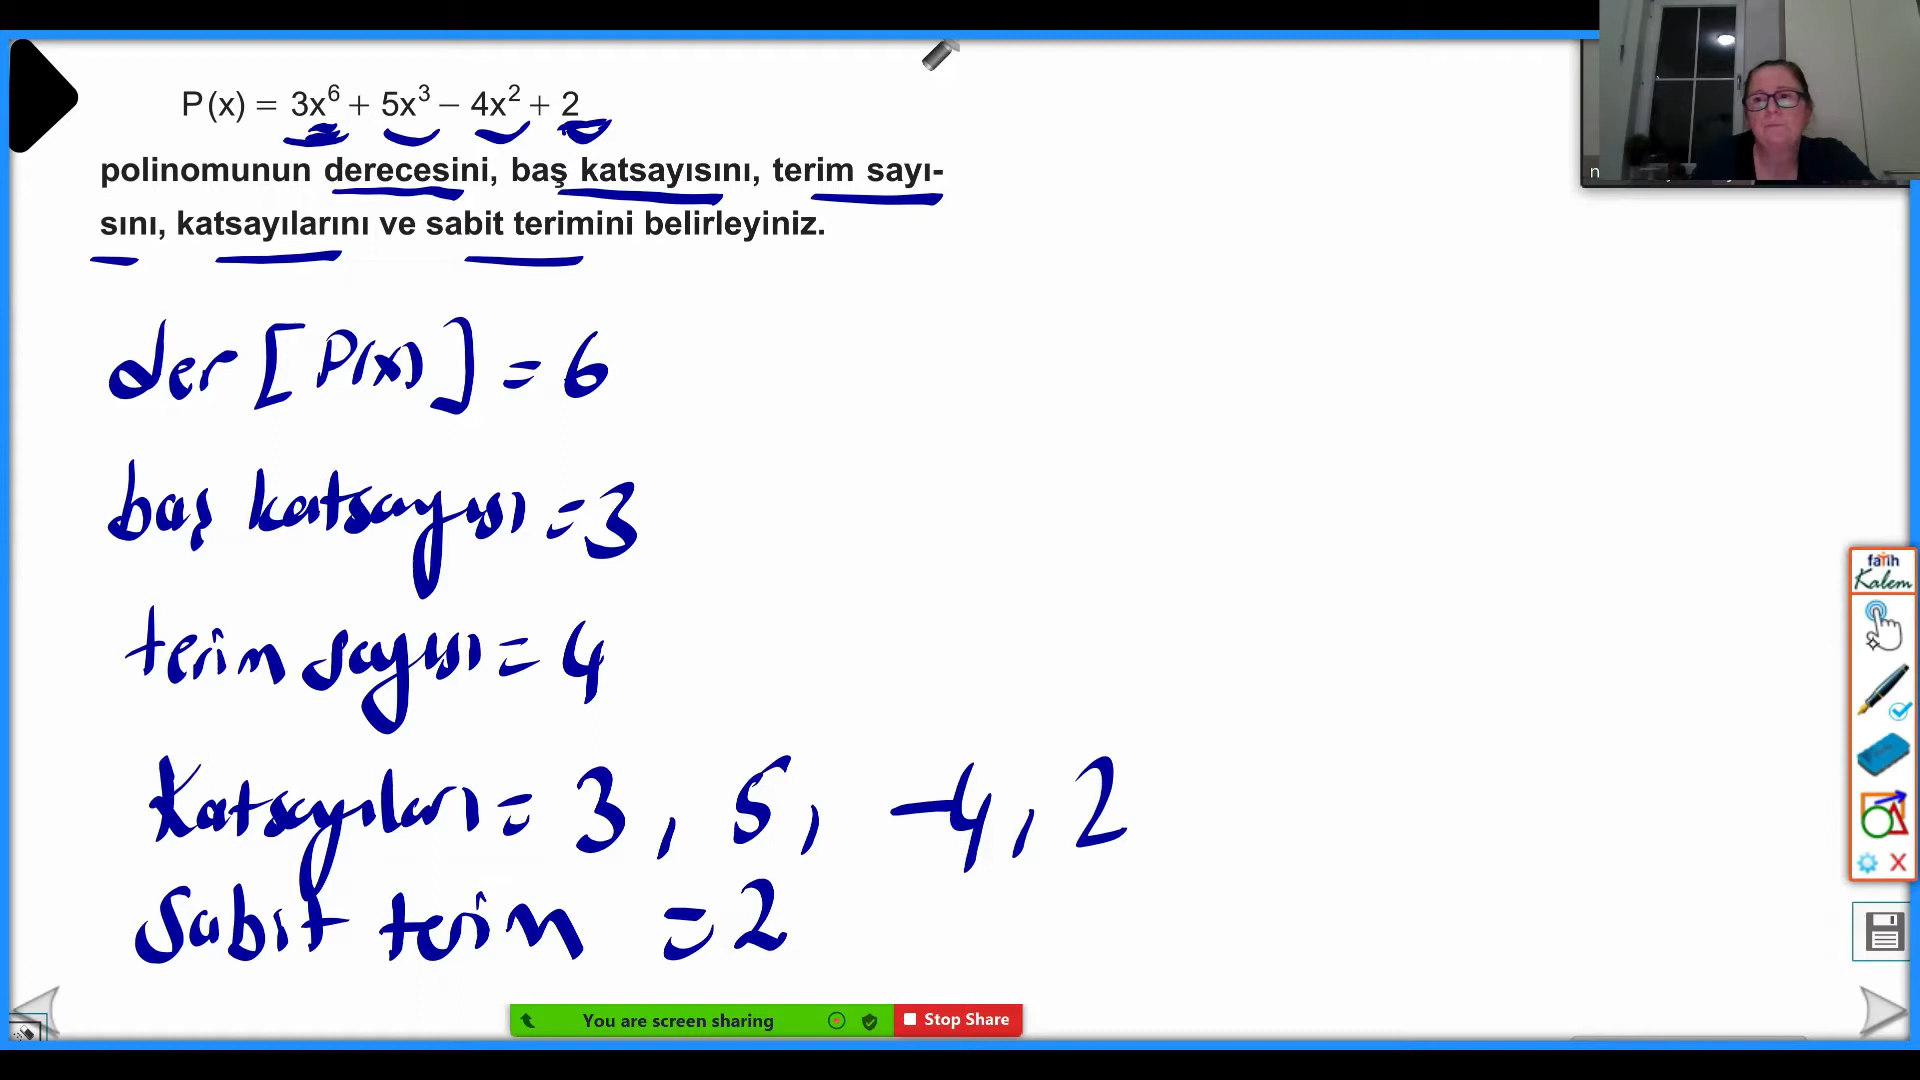 P(x) = 3x⁶ + 5x³ − 4x² + 2
polinomunun derecesini, baş katsayısını, terim sayı-
sını, katsayılarını ve sabit terimini belirleyiniz.
der [P(x)] = 6
baş katsayısı = 3
terim sayısı = 4
Katsayıları = 3, 5, -4, 2
Sabit terim = 2
fatih
Kalem
You are screen sharing
Stop Share